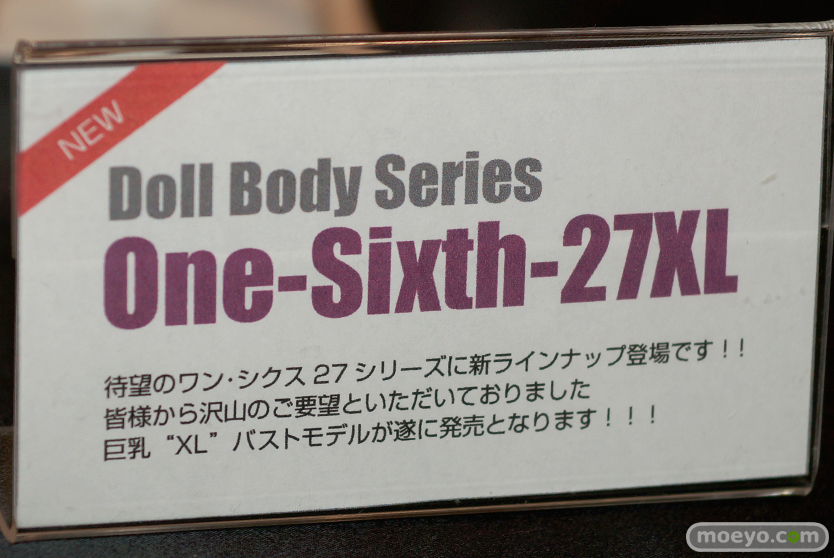 NEW
Doll Body Series
One-Sixth-27XL
待望のワン・シクス27シリーズに新ラインナップ登場です！！
皆様から沢山のご要望といただいておりました
巨乳“XL”バストモデルが遂に発売となります！！！
moeyo.com